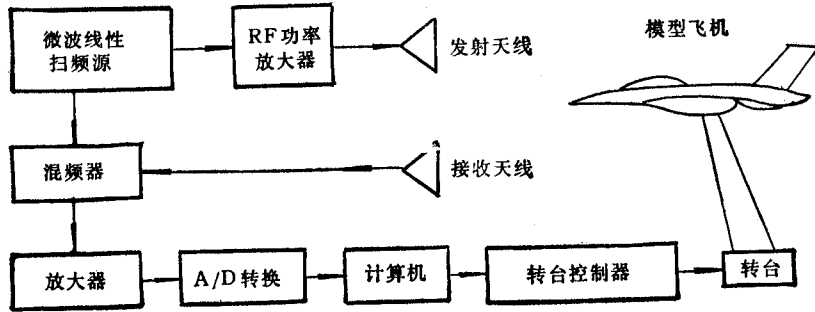 微波线性
扫频源
RF功率
放大器
发射天线
模型飞机
混频器
接收天线
放大器
A/D转换
计算机
转台控制器
转台